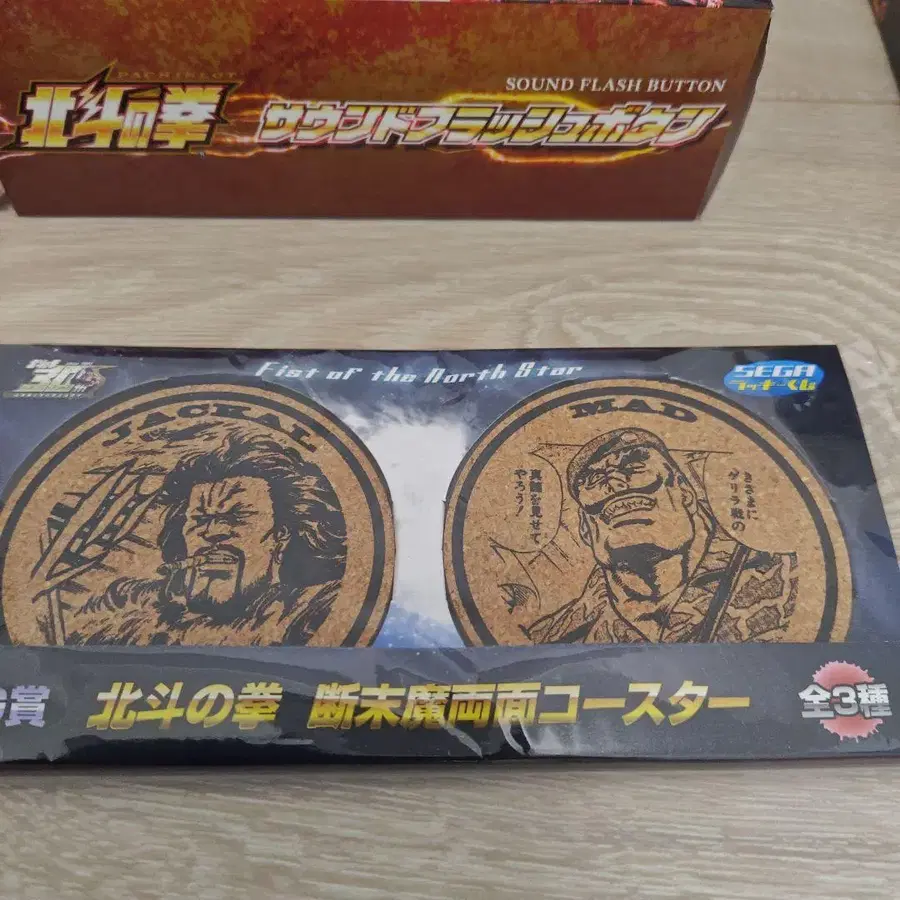 PACHISLOT
SOUND FLASH BUTTON
北斗の拳 サウンドフラッシュボタン
Fist of the North Star
SEGA
ラッキーくじ
JACKAL
MAD
きさまに
ゲリラ戦の
真髄を見せて
やろう!
賞 北斗の拳 断末魔両面コースター 全3種